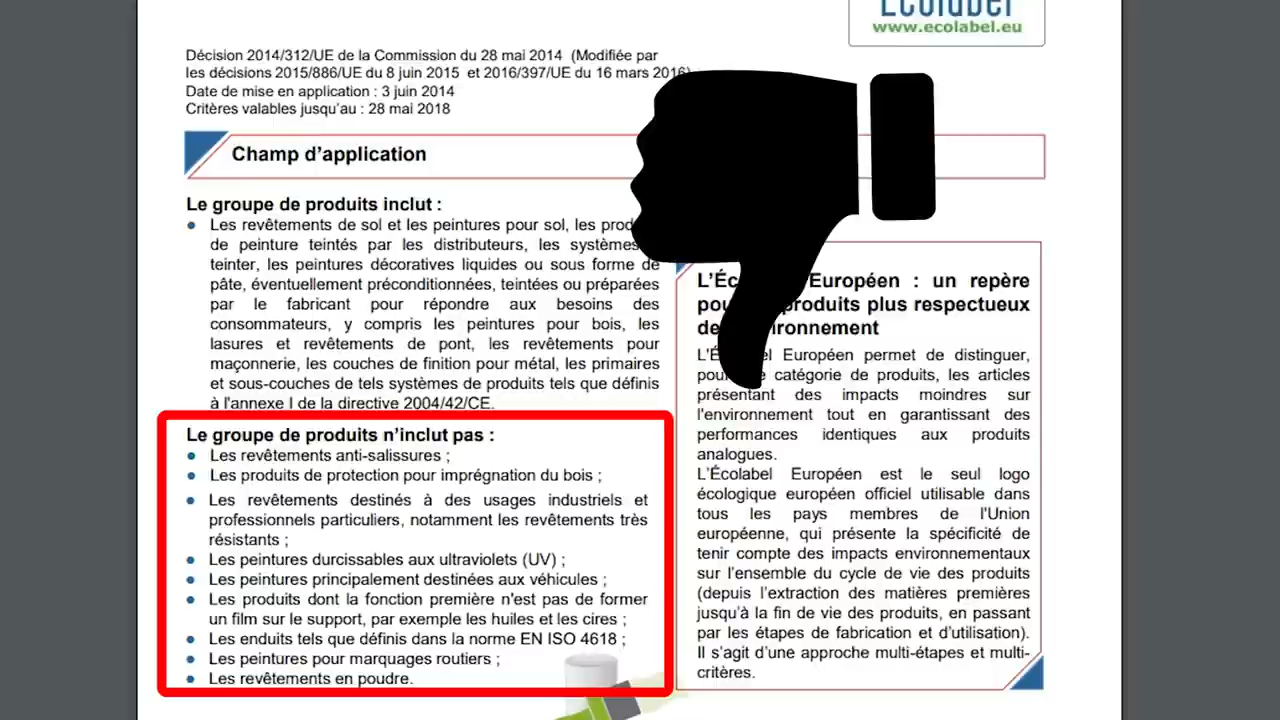 Ecolabel
www.ecolabel.eu
Décision 2014/312/UE de la Commission du 28 mai 2014 (Modifiée par
les décisions 2015/886/UE du 8 juin 2015 et 2016/397/UE du 16 mars 2016)
Date de mise en application : 3 juin 2014
Critères valables jusqu'au : 28 mai 2018
Champ d'application
Le groupe de produits inclut :
Les revêtements de sol et les peintures pour sol, les
de peinture teintés par les distributeurs, les systèmes
teinter, les peintures décoratives liquides ou sous forme de
pâte, éventuellement préconditionnées, teintées ou préparées
par le fabricant pour répondre aux besoins des
consommateurs, y compris les peintures pour bois, les
lasures et revêtements de pont, les revêtements pour
maçonnerie, les couches de finition pour métal, les primaires
et sous-couches de tels systèmes de produits tels que définis
à l'annexe I de la directive 2004/42/CE.
Le groupe de produits n'inclut pas :
Les revêtements anti-salissures ;
Les produits de protection pour imprégnation du bois ;
Les revêtements destinés à des usages industriels et
professionnels particuliers, notamment les revêtements très
résistants ;
Les peintures durcissables aux ultraviolets (UV) ;
Les peintures principalement destinées aux véhicules ;
Les produits dont la fonction première n'est pas de former
un film sur le support, par exemple les huiles et les cires ;
Les enduits tels que définis dans la norme EN ISO 4618 ;
Les peintures pour marquages routiers ;
Les revêtements en poudre.
Européen : un repère
produits plus respectueux
L'É Européen permet de distinguer,
catégorie de produits, les articles
présentant des impacts moindres sur
l'environnement tout en garantissant des
performances identiques aux produits
analogues.
L'Écolabel Européen est le seul logo
écologique européen officiel utilisable dans
tous les pays membres de l'Union
européenne, qui présente la spécificité de
tenir compte des impacts environnementaux
sur l'ensemble du cycle de vie des produits
(depuis l'extraction des matières premières
jusqu'à la fin de vie des produits, en passant
par les étapes de fabrication et d'utilisation).
Il s'agit d'une approche multi-étapes et multi-
critères.